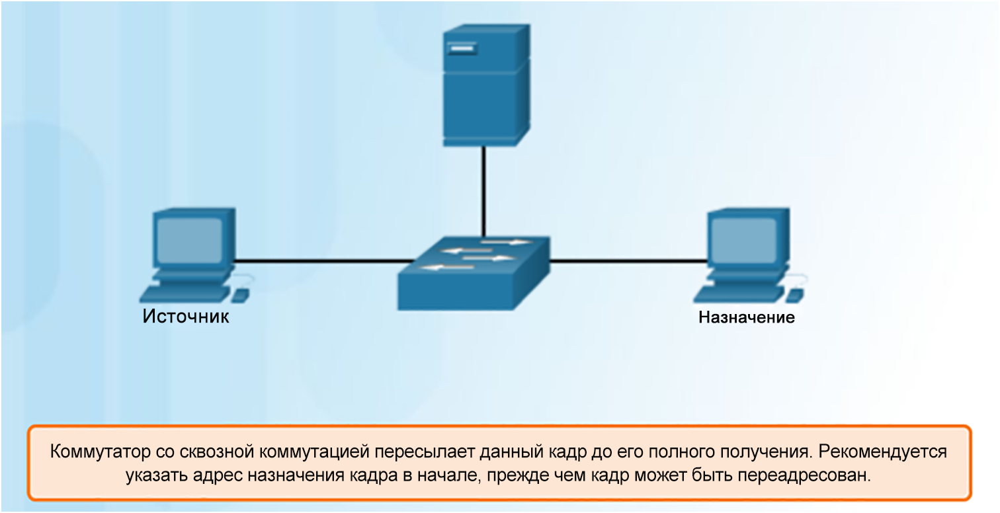 Источник
Назначение
Коммутатор со сквозной коммутацией пересылает данный кадр до его полного получения. Рекомендуется
указать адрес назначения кадра в начале, прежде чем кадр может быть переадресован.